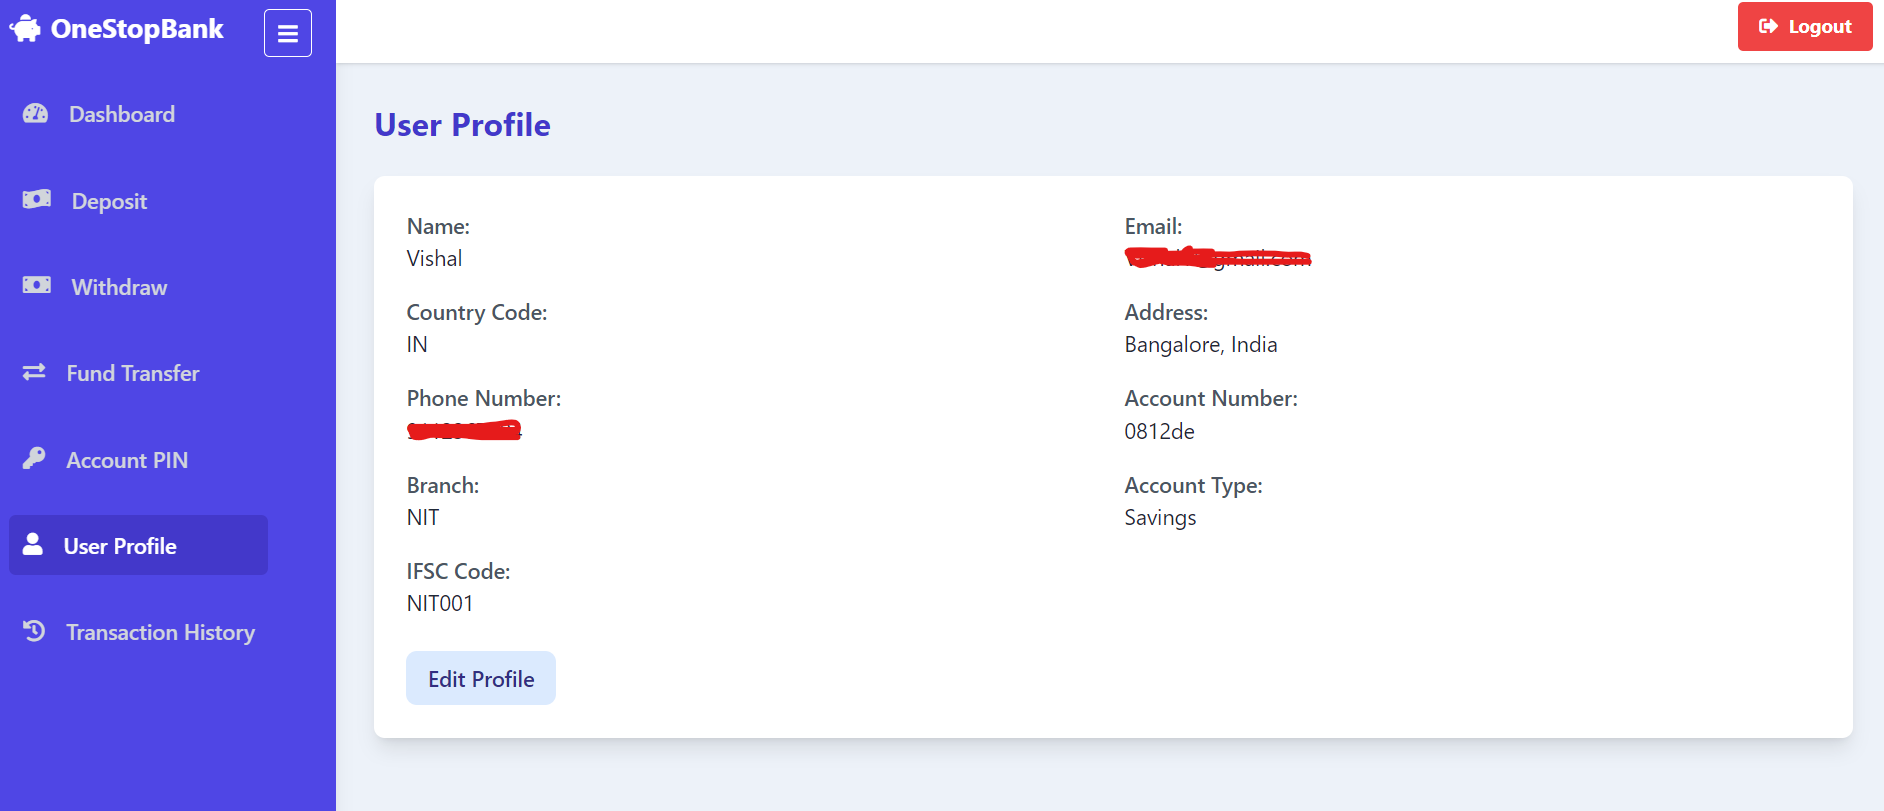 OneStopBank
Logout
Dashboard
Deposit
Withdraw
Fund Transfer
Account PIN
User Profile
Transaction History
User Profile
Name:
Vishal
Email:
Country Code:
IN
Address:
Bangalore, India
Phone Number:
Account Number:
0812de
Branch:
NIT
Account Type:
Savings
IFSC Code:
NIT001
Edit Profile